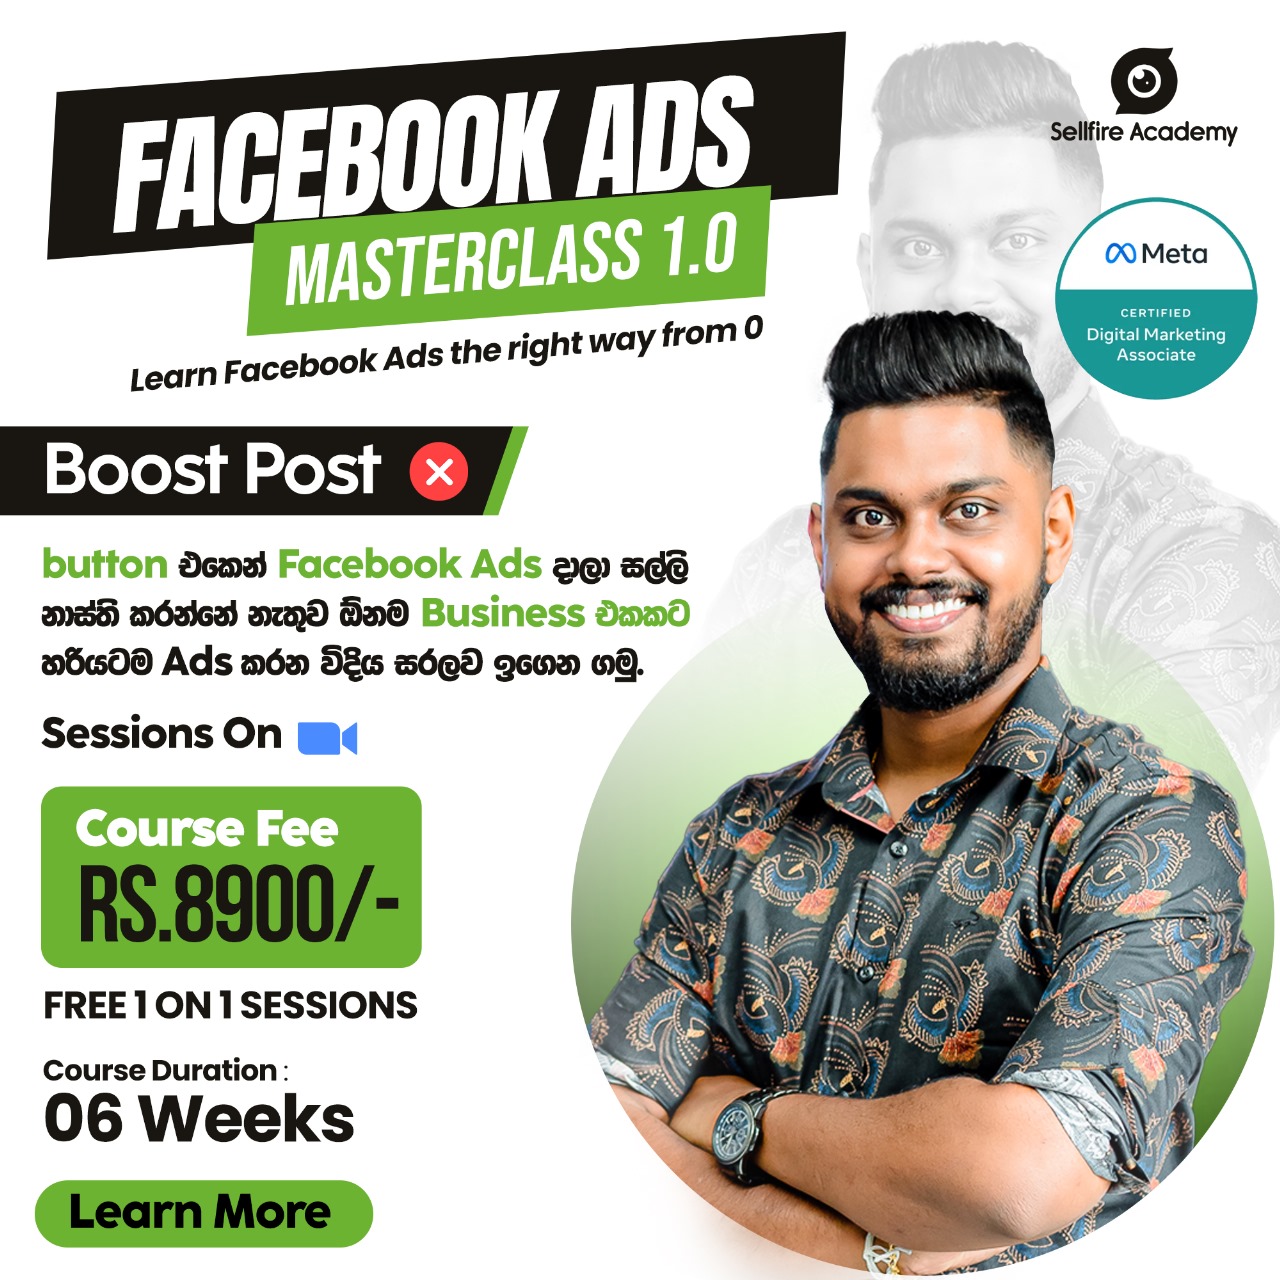 FACEBOOK ADS
MASTERCLASS 1.0
Learn Facebook Ads the right way from 0
Sellfire Academy
Meta
CERTIFIED
Digital Marketing
Associate
Boost Post
button එකෙන් Facebook Ads දාලා සල්ලි
නාස්ති කරන්නේ නැතුව ඕනම Business එකකට
හරියටම Ads කරන විදිය සරලව ඉගෙන ගමු.
Sessions On
Course Fee
RS.8900/-
FREE 1 ON 1 SESSIONS
Course Duration :
06 Weeks
Learn More